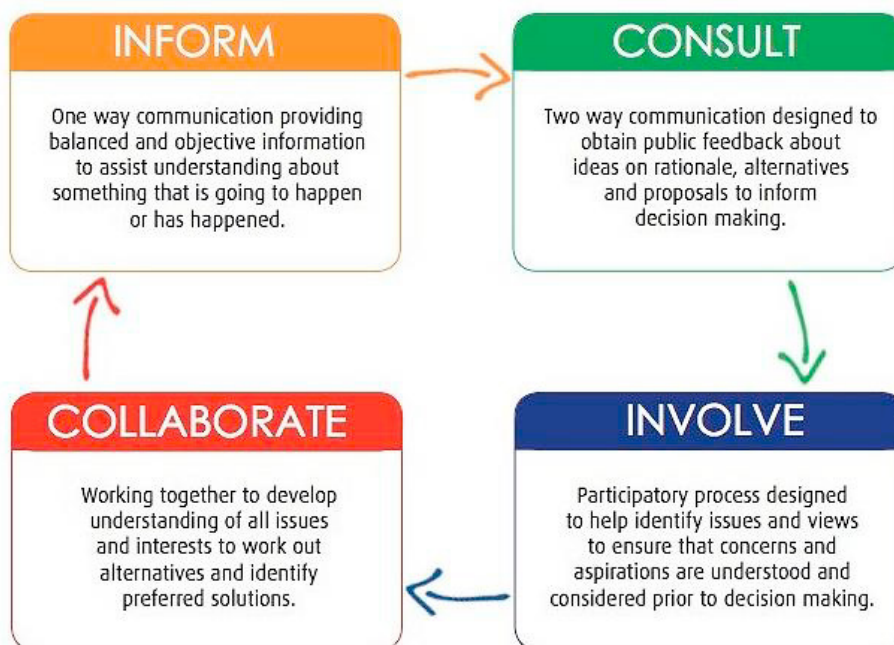 INFORM
One way communication providing
balanced and objective information
to assist understanding about
something that is going to happen
or has happened.
CONSULT
Two way communication designed to
obtain public feedback about
ideas on rationale, alternatives
and proposals to inform
decision making.
COLLABORATE
Working together to develop
understanding of all issues
and interests to work out
alternatives and identify
preferred solutions.
INVOLVE
Participatory process designed
to help identify issues and views
to ensure that concerns and
aspirations are understood and
considered prior to decision making.